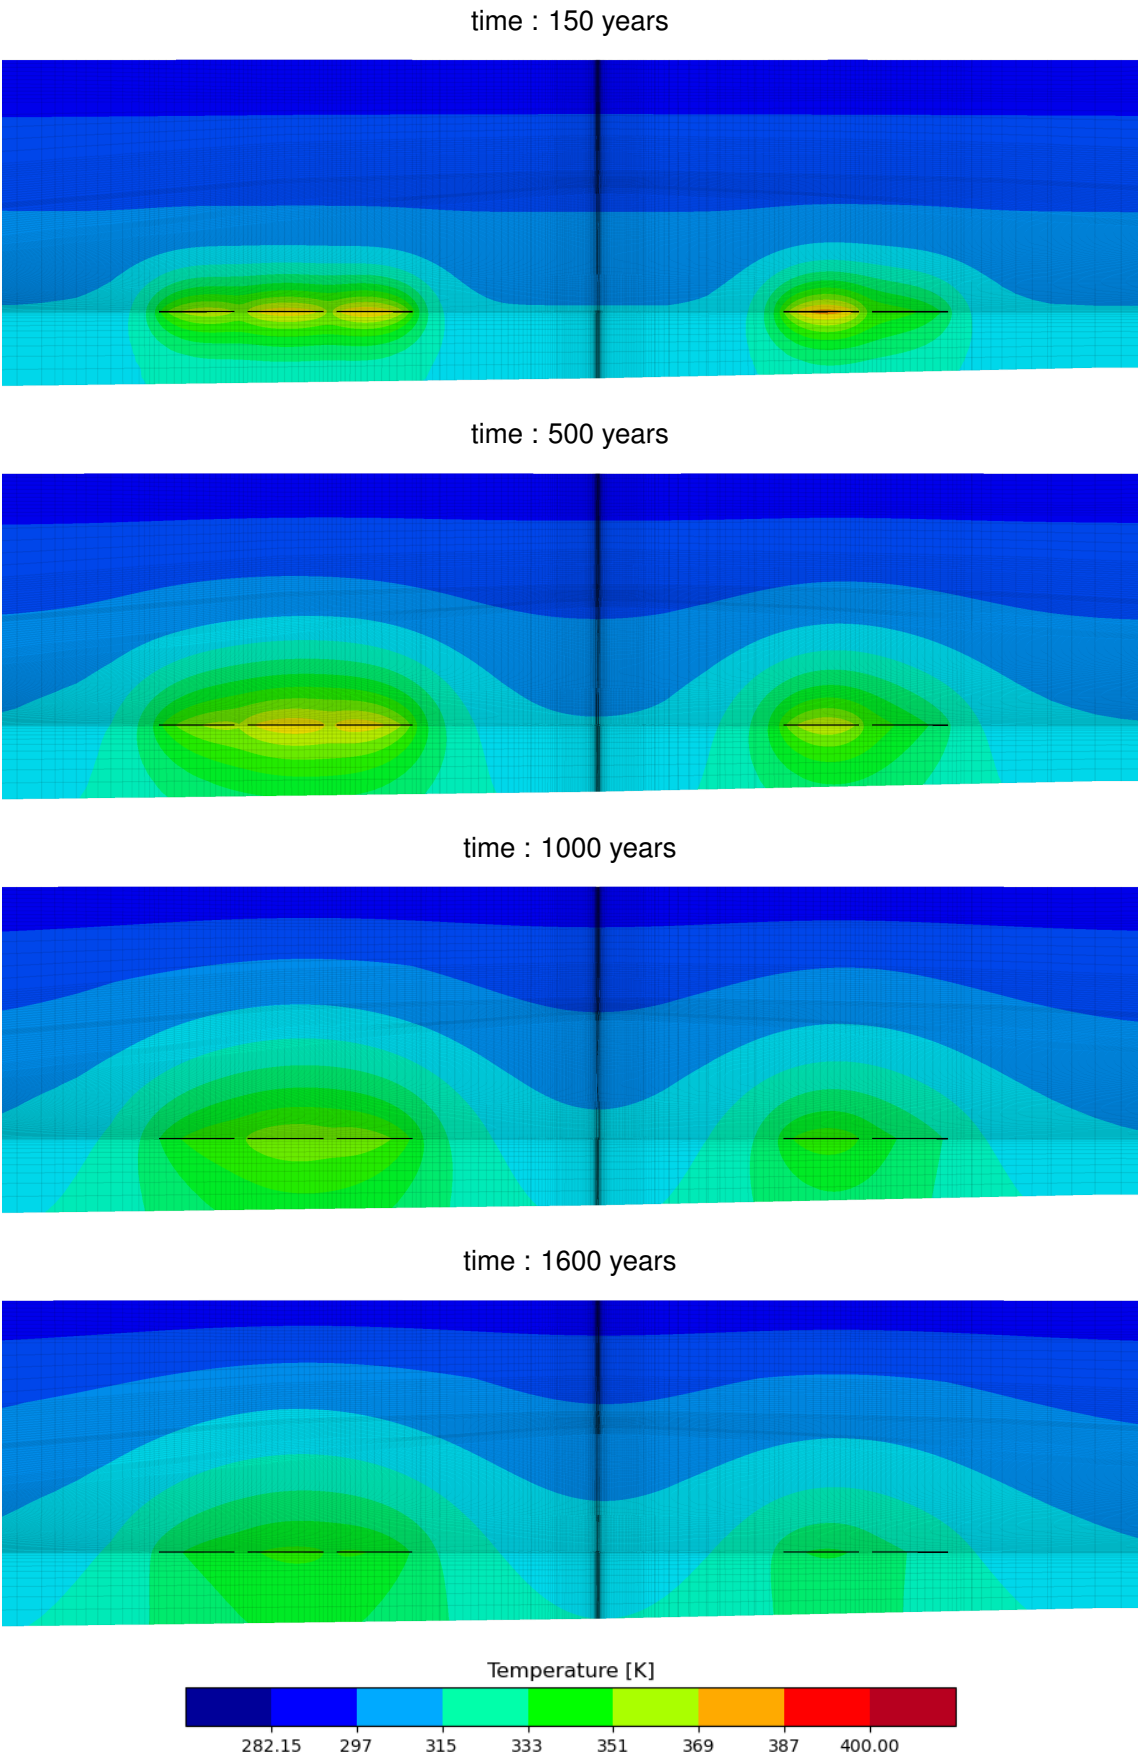 time : 150 years
time : 500 years
time : 1000 years
time : 1600 years
Temperature [K]
282.15 297 315 333 351 369 387 400.00